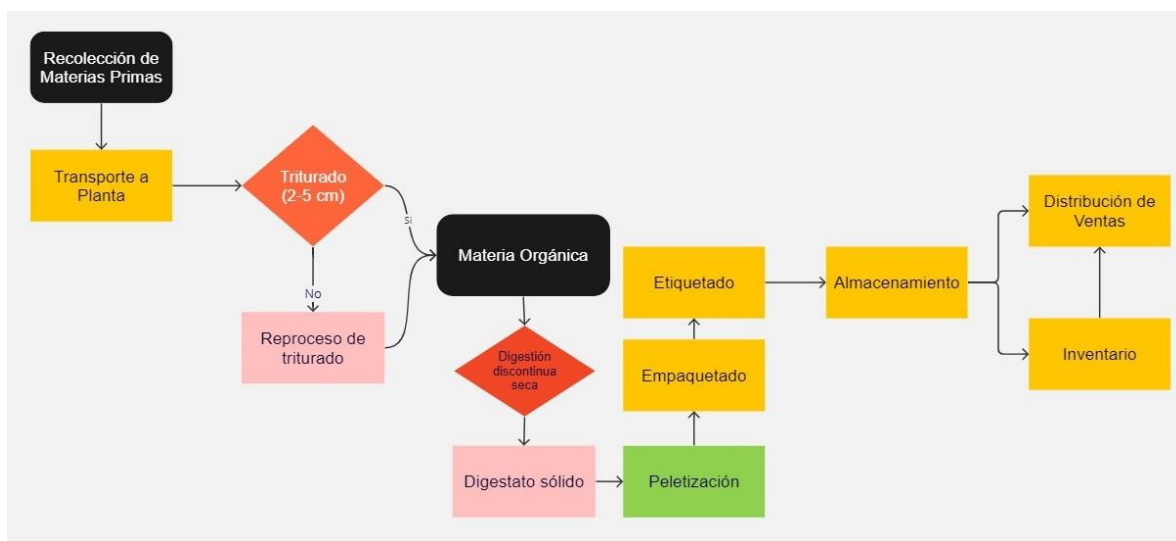 Recolección de
Materias Primas
Transporte a
Planta
Triturado
(2-5 cm)
Si
No
Reproceso de
triturado
Materia Orgánica
Digestión
discontinua
seca
Digestato sólido
Peletización
Empaquetado
Etiquetado
Almacenamiento
Distribución de
Ventas
Inventario